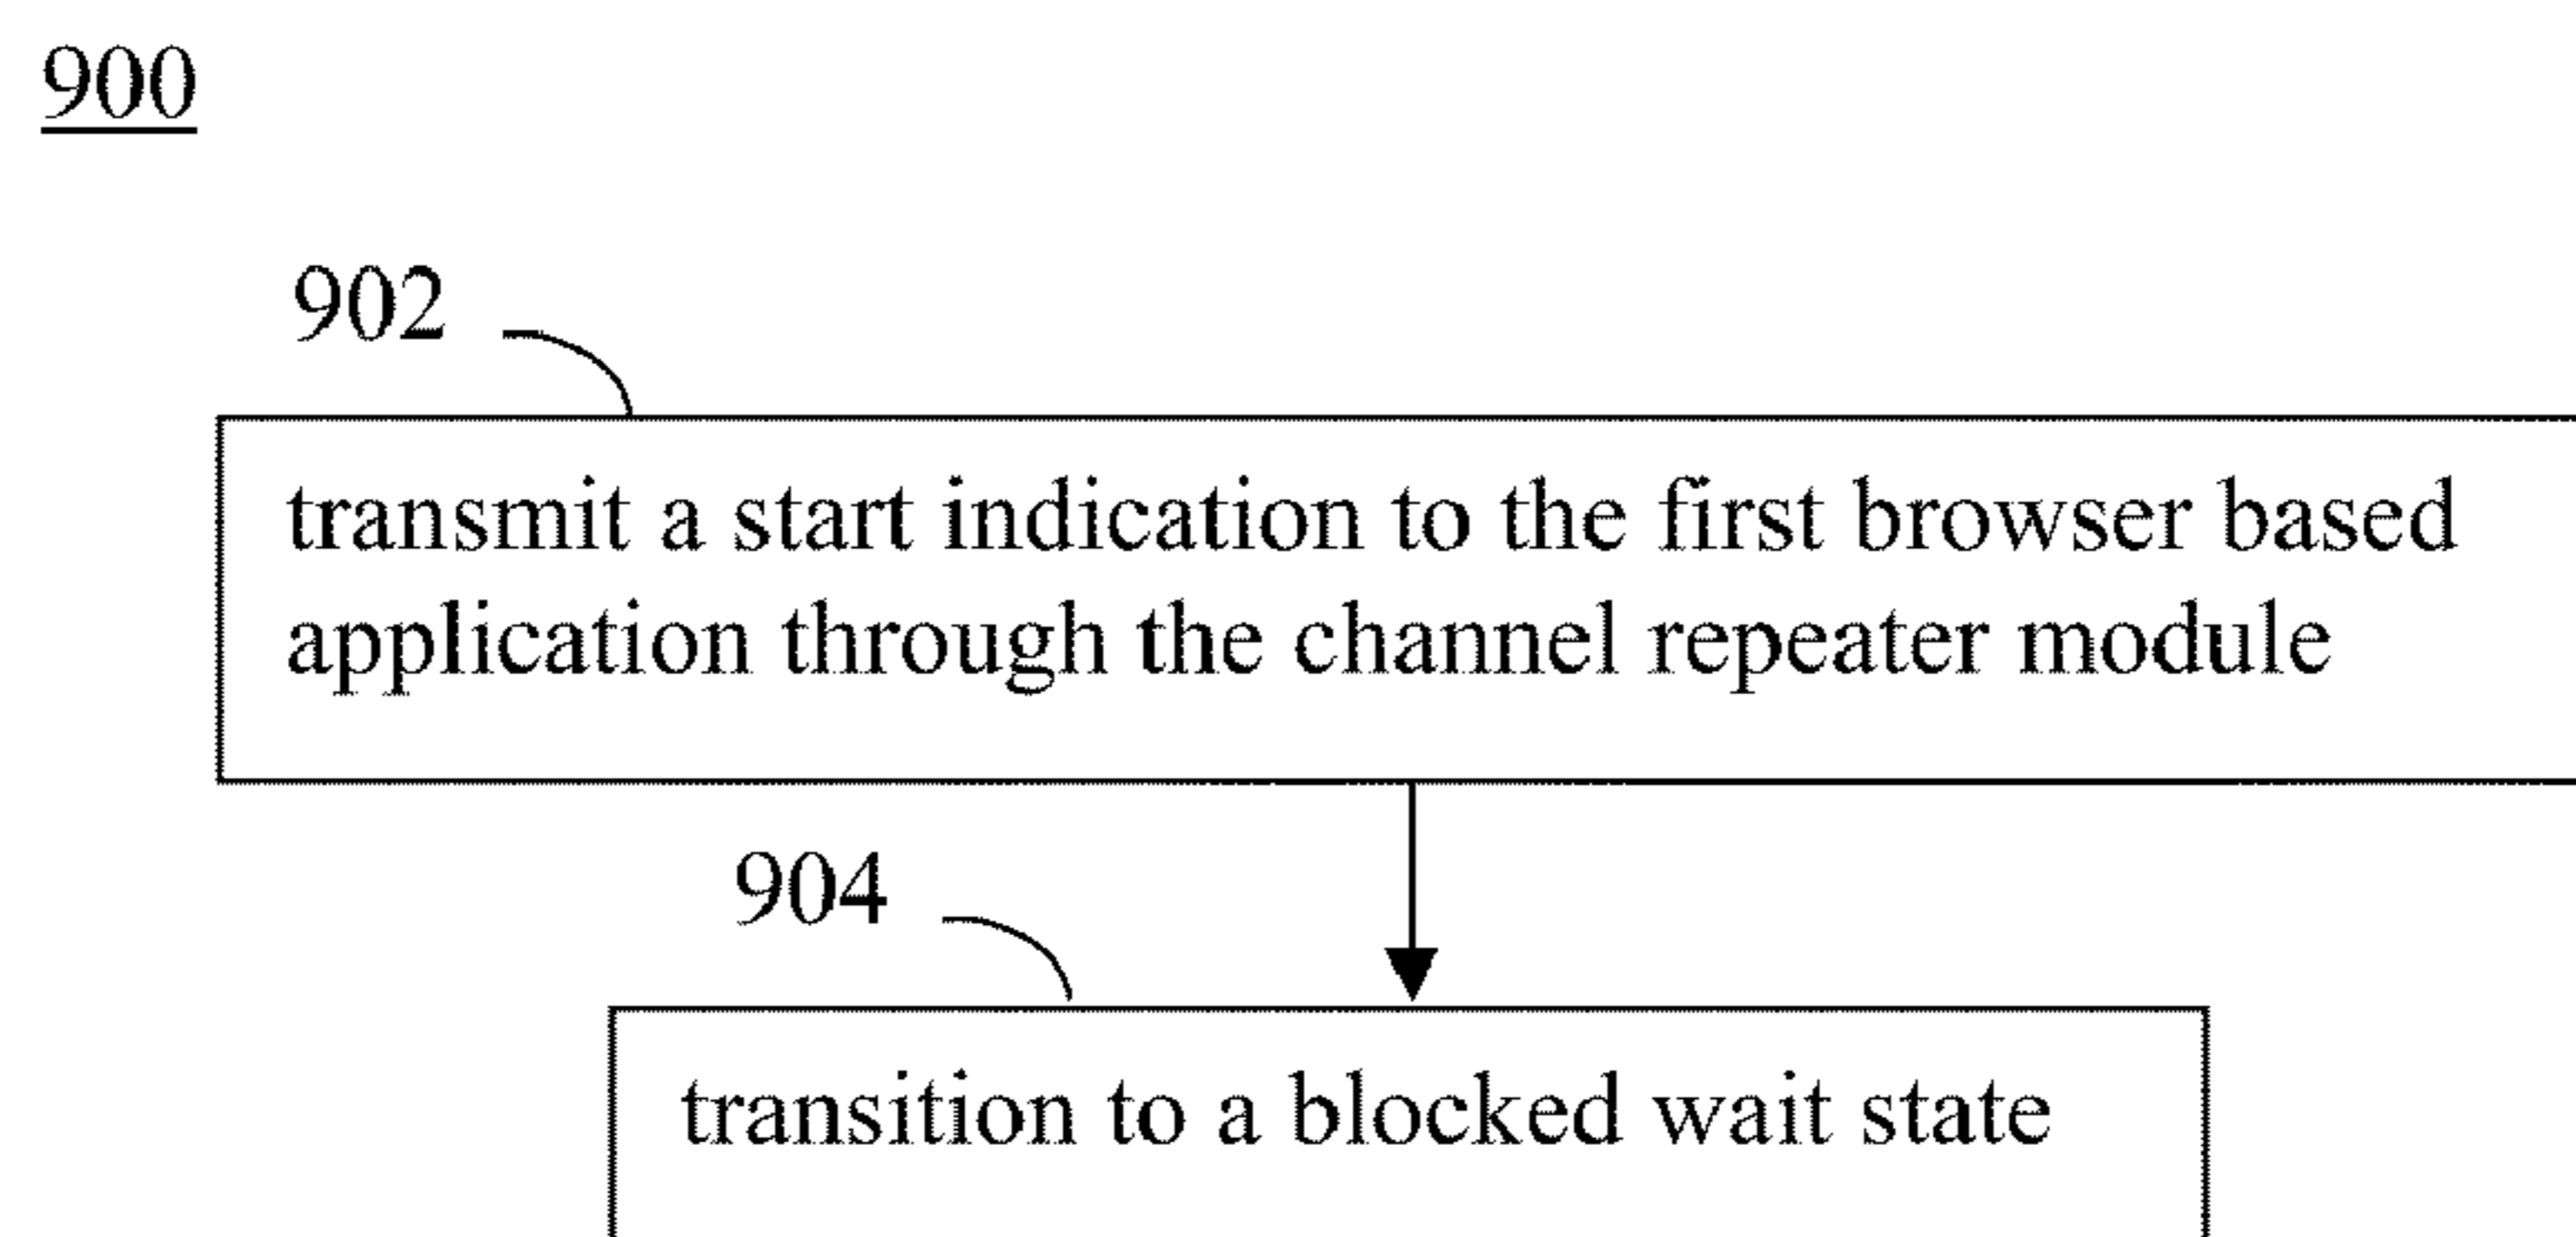 900
902
transmit a start indication to the first browser based
application through the channel repeater module
904
transition to a blocked wait state